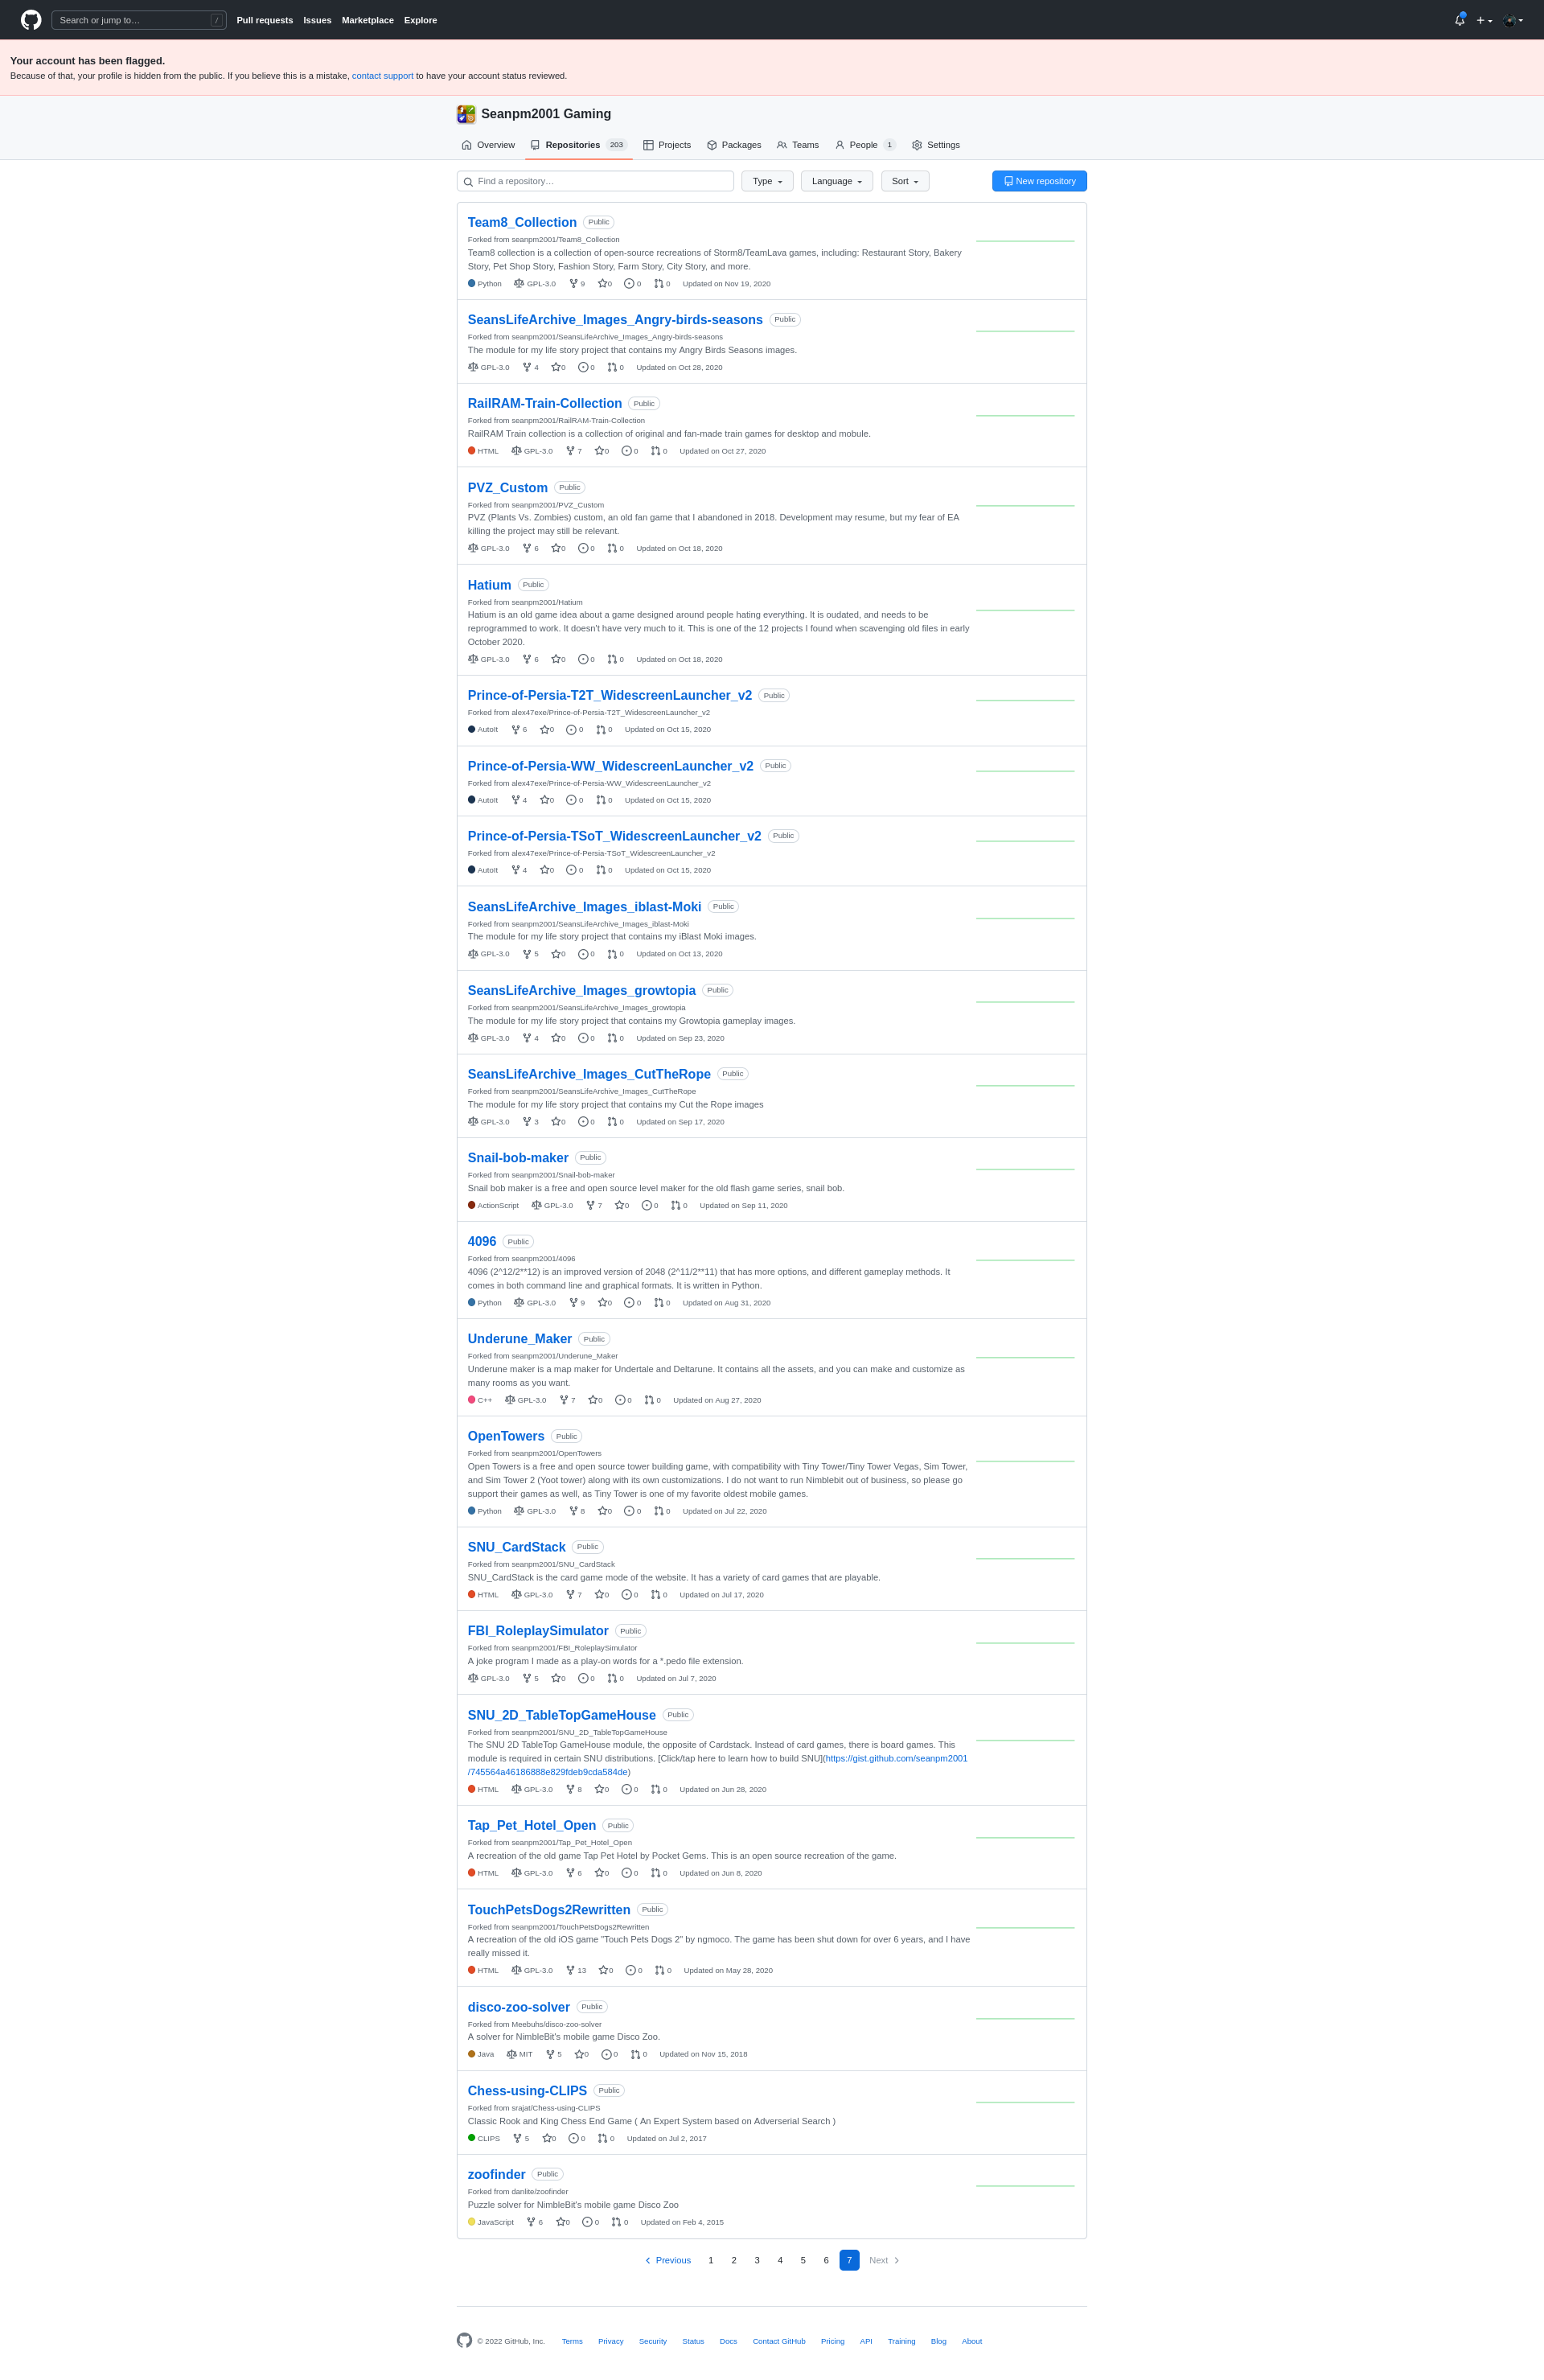 Search or jump to… /
Pull requests Issues Marketplace Explore
Your account has been flagged.
Because of that, your profile is hidden from the public. If you believe this is a mistake, contact support to have your account status reviewed.
Seanpm2001 Gaming
Overview Repositories 203 Projects Packages Teams People 1 Settings
Find a repository… Type Language Sort New repository
Team8_Collection Public
Forked from seanpm2001/Team8_Collection
Team8 collection is a collection of open-source recreations of Storm8/TeamLava games, including: Restaurant Story, Bakery
Story, Pet Shop Story, Fashion Story, Farm Story, City Story, and more.
Python GPL-3.0 9 0 0 0 Updated on Nov 19, 2020
SeansLifeArchive_Images_Angry-birds-seasons Public
Forked from seanpm2001/SeansLifeArchive_Images_Angry-birds-seasons
The module for my life story project that contains my Angry Birds Seasons images.
GPL-3.0 4 0 0 0 Updated on Oct 28, 2020
RailRAM-Train-Collection Public
Forked from seanpm2001/RailRAM-Train-Collection
RailRAM Train collection is a collection of original and fan-made train games for desktop and mobule.
HTML GPL-3.0 7 0 0 0 Updated on Oct 27, 2020
PVZ_Custom Public
Forked from seanpm2001/PVZ_Custom
PVZ (Plants Vs. Zombies) custom, an old fan game that I abandoned in 2018. Development may resume, but my fear of EA
killing the project may still be relevant.
GPL-3.0 6 0 0 0 Updated on Oct 18, 2020
Hatium Public
Forked from seanpm2001/Hatium
Hatium is an old game idea about a game designed around people hating everything. It is oudated, and needs to be
reprogrammed to work. It doesn't have very much to it. This is one of the 12 projects I found when scavenging old files in early
October 2020.
GPL-3.0 6 0 0 0 Updated on Oct 18, 2020
Prince-of-Persia-T2T_WidescreenLauncher_v2 Public
Forked from alex47exe/Prince-of-Persia-T2T_WidescreenLauncher_v2
AutoIt 6 0 0 0 Updated on Oct 15, 2020
Prince-of-Persia-WW_WidescreenLauncher_v2 Public
Forked from alex47exe/Prince-of-Persia-WW_WidescreenLauncher_v2
AutoIt 4 0 0 0 Updated on Oct 15, 2020
Prince-of-Persia-TSoT_WidescreenLauncher_v2 Public
Forked from alex47exe/Prince-of-Persia-TSoT_WidescreenLauncher_v2
AutoIt 4 0 0 0 Updated on Oct 15, 2020
SeansLifeArchive_Images_iblast-Moki Public
Forked from seanpm2001/SeansLifeArchive_Images_iblast-Moki
The module for my life story project that contains my iBlast Moki images.
GPL-3.0 5 0 0 0 Updated on Oct 13, 2020
SeansLifeArchive_Images_growtopia Public
Forked from seanpm2001/SeansLifeArchive_Images_growtopia
The module for my life story project that contains my Growtopia gameplay images.
GPL-3.0 4 0 0 0 Updated on Sep 23, 2020
SeansLifeArchive_Images_CutTheRope Public
Forked from seanpm2001/SeansLifeArchive_Images_CutTheRope
The module for my life story project that contains my Cut the Rope images
GPL-3.0 3 0 0 0 Updated on Sep 17, 2020
Snail-bob-maker Public
Forked from seanpm2001/Snail-bob-maker
Snail bob maker is a free and open source level maker for the old flash game series, snail bob.
ActionScript GPL-3.0 7 0 0 0 Updated on Sep 11, 2020
4096 Public
Forked from seanpm2001/4096
4096 (2^12/2**12) is an improved version of 2048 (2^11/2**11) that has more options, and different gameplay methods. It
comes in both command line and graphical formats. It is written in Python.
Python GPL-3.0 9 0 0 0 Updated on Aug 31, 2020
Underune_Maker Public
Forked from seanpm2001/Underune_Maker
Underune maker is a map maker for Undertale and Deltarune. It contains all the assets, and you can make and customize as
many rooms as you want.
C++ GPL-3.0 7 0 0 0 Updated on Aug 27, 2020
OpenTowers Public
Forked from seanpm2001/OpenTowers
Open Towers is a free and open source tower building game, with compatibility with Tiny Tower/Tiny Tower Vegas, Sim Tower,
and Sim Tower 2 (Yoot tower) along with its own customizations. I do not want to run Nimblebit out of business, so please go
support their games as well, as Tiny Tower is one of my favorite oldest mobile games.
Python GPL-3.0 8 0 0 0 Updated on Jul 22, 2020
SNU_CardStack Public
Forked from seanpm2001/SNU_CardStack
SNU_CardStack is the card game mode of the website. It has a variety of card games that are playable.
HTML GPL-3.0 7 0 0 0 Updated on Jul 17, 2020
FBI_RoleplaySimulator Public
Forked from seanpm2001/FBI_RoleplaySimulator
A joke program I made as a play-on words for a *.pedo file extension.
GPL-3.0 5 0 0 0 Updated on Jul 7, 2020
SNU_2D_TableTopGameHouse Public
Forked from seanpm2001/SNU_2D_TableTopGameHouse
The SNU 2D TableTop GameHouse module, the opposite of Cardstack. Instead of card games, there is board games. This
module is required in certain SNU distributions. [Click/tap here to learn how to build SNU](https://gist.github.com/seanpm2001
/745564a46186888e829fdeb9cda584de)
HTML GPL-3.0 8 0 0 0 Updated on Jun 28, 2020
Tap_Pet_Hotel_Open Public
Forked from seanpm2001/Tap_Pet_Hotel_Open
A recreation of the old game Tap Pet Hotel by Pocket Gems. This is an open source recreation of the game.
HTML GPL-3.0 6 0 0 0 Updated on Jun 8, 2020
TouchPetsDogs2Rewritten Public
Forked from seanpm2001/TouchPetsDogs2Rewritten
A recreation of the old iOS game "Touch Pets Dogs 2" by ngmoco. The game has been shut down for over 6 years, and I have
really missed it.
HTML GPL-3.0 13 0 0 0 Updated on May 28, 2020
disco-zoo-solver Public
Forked from Meebuhs/disco-zoo-solver
A solver for NimbleBit's mobile game Disco Zoo.
Java MIT 5 0 0 0 Updated on Nov 15, 2018
Chess-using-CLIPS Public
Forked from srajat/Chess-using-CLIPS
Classic Rook and King Chess End Game ( An Expert System based on Adverserial Search )
CLIPS 5 0 0 0 Updated on Jul 2, 2017
zoofinder Public
Forked from danlite/zoofinder
Puzzle solver for NimbleBit's mobile game Disco Zoo
JavaScript 6 0 0 0 Updated on Feb 4, 2015
Previous 1 2 3 4 5 6 7 Next
© 2022 GitHub, Inc. Terms Privacy Security Status Docs Contact GitHub Pricing API Training Blog About